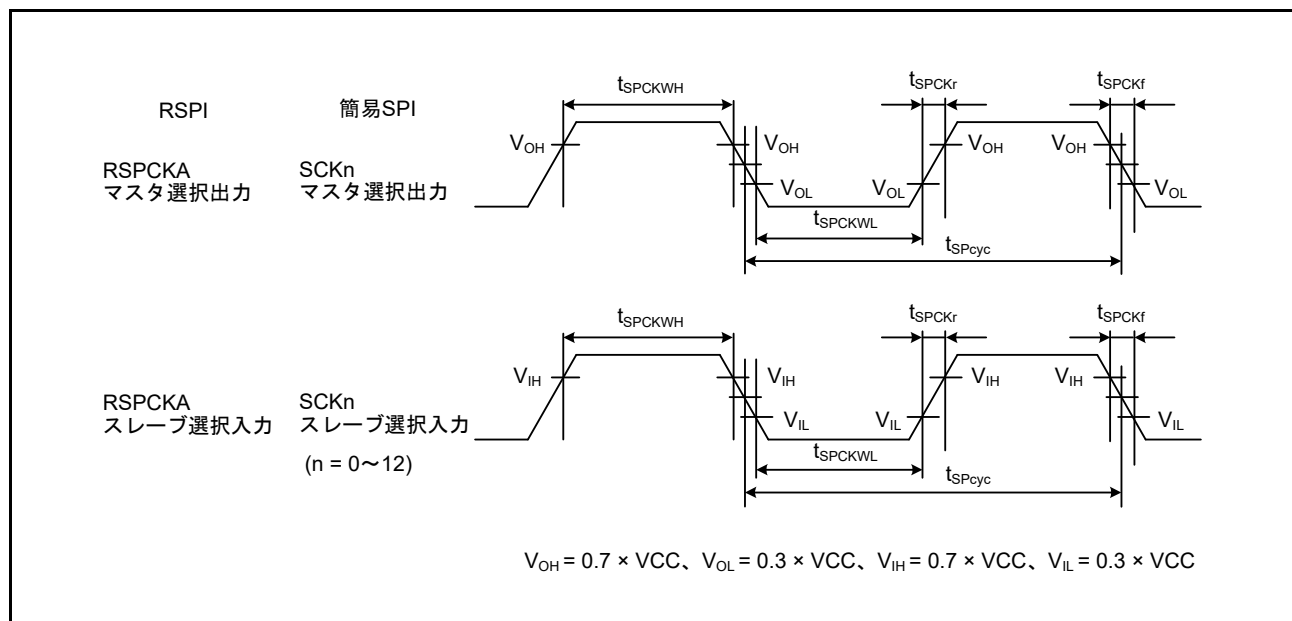 RSPI 簡易SPI
tSPCKWH tSPCKr tSPCKf
VOH VOH VOH VOH
RSPCKA SCKn
マスタ選択出力 マスタ選択出力
VOL VOL VOL
tSPCKWL
tSPcyc
tSPCKWH tSPCKr tSPCKf
VIH VIH VIH VIH
RSPCKA SCKn
スレーブ選択入力 スレーブ選択入力
VIL VIL VIL
(n = 0～12)
tSPCKWL
tSPcyc
VOH = 0.7 × VCC、VOL = 0.3 × VCC、VIH = 0.7 × VCC、VIL = 0.3 × VCC